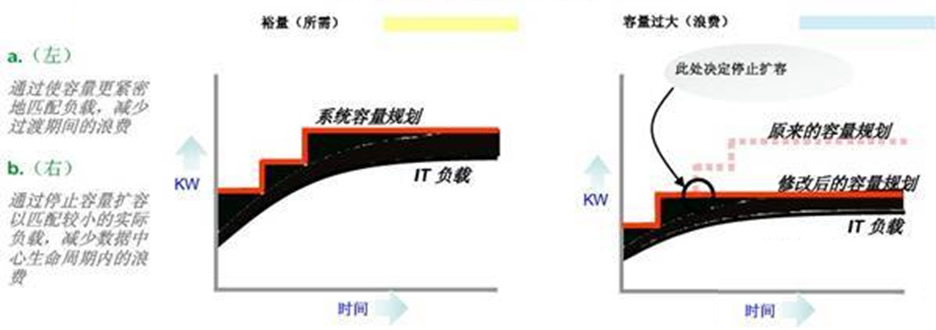 裕量（所需）
容量过大（浪费）
a.（左）
通过使容量更紧密
地匹配负载，减少
过渡期间的浪费
b.（右）
通过停止容量扩容
以匹配较小的实际
负载，减少数据中
心生命周期内的浪
费
系统容量规划
IT 负载
KW
时间
此处决定停止扩容
原来的容量规划
修改后的容量规划
IT 负载
KW
时间